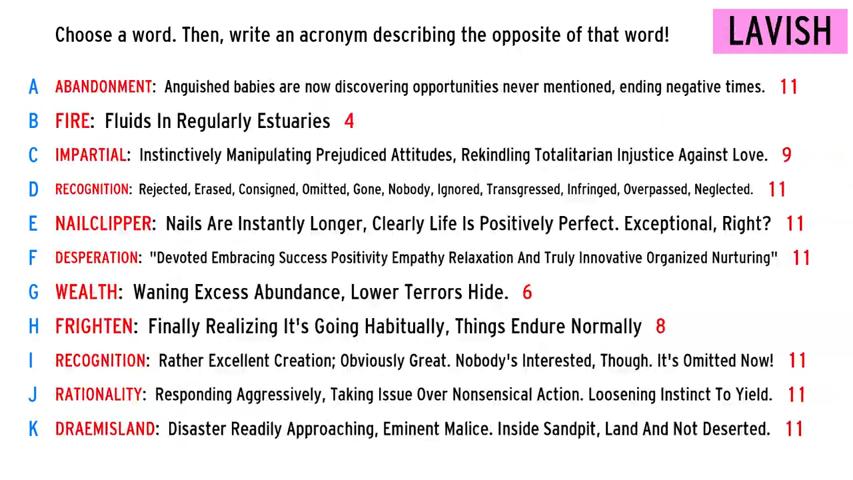 Choose a word. Then, write an acronym describing the opposite of that word!
LAVISH
A ABANDONMENT: Anguished babies are now discovering opportunities never mentioned, ending negative times. 11
B FIRE: Fluids In Regularly Estuaries 4
C IMPARTIAL: Instinctively Manipulating Prejudiced Attitudes, Rekindling Totalitarian Injustice Against Love. 9
D RECOGNITION: Rejected, Erased, Consigned, Omitted, Gone, Nobody, Ignored, Transgressed, Infringed, Overpassed, Neglected. 11
E NAILCLIPPER: Nails Are Instantly Longer, Clearly Life Is Positively Perfect. Exceptional, Right? 11
F DESPERATION: "Devoted Embracing Success Positivity Empathy Relaxation And Truly Innovative Organized Nurturing" 11
G WEALTH: Waning Excess Abundance, Lower Terrors Hide. 6
H FRIGHTEN: Finally Realizing It's Going Habitually, Things Endure Normally 8
I RECOGNITION: Rather Excellent Creation; Obviously Great. Nobody's Interested, Though. It's Omitted Now! 11
J RATIONALITY: Responding Aggressively, Taking Issue Over Nonsensical Action. Loosening Instinct To Yield. 11
K DRAEMISLAND: Disaster Readily Approaching, Eminent Malice. Inside Sandpit, Land And Not Deserted. 11